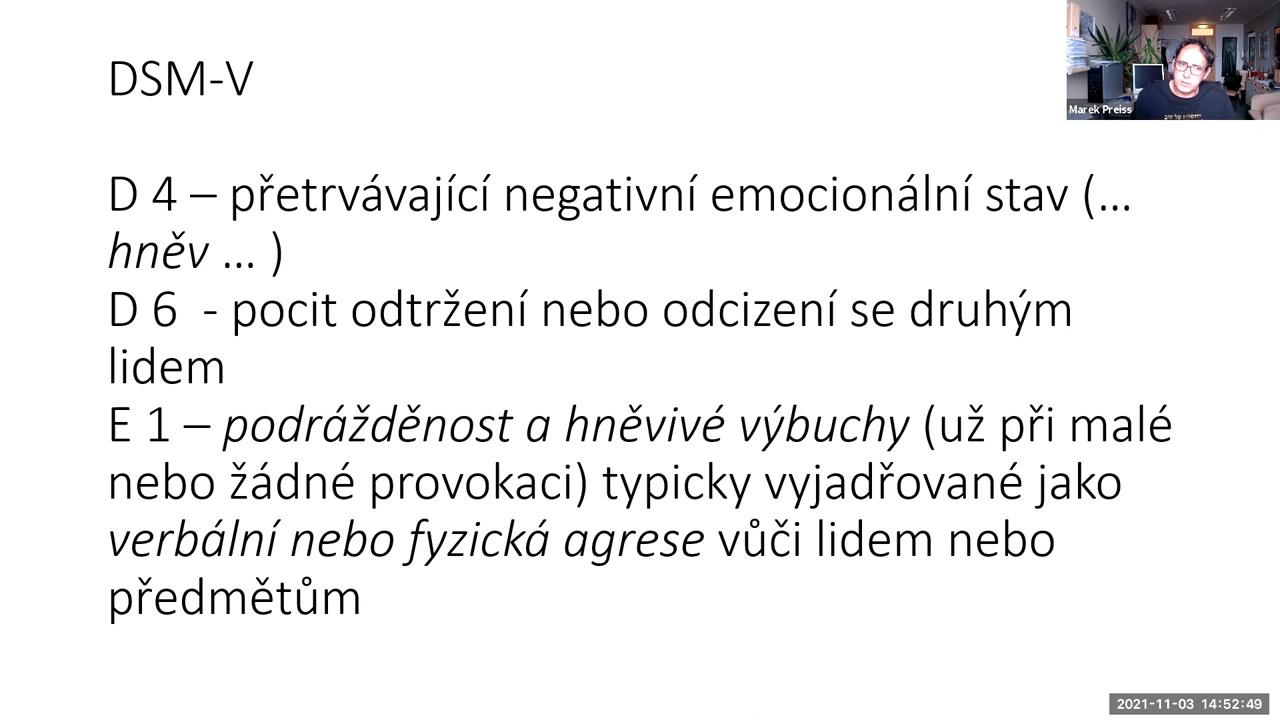 DSM-V
Marek Preiss
D 4 – přetrvávající negativní emocionální stav (…
hněv … )
D 6  - pocit odtržení nebo odcizení se druhým
lidem
E 1 – podrážděnost a hněvivé výbuchy (už při malé
nebo žádné provokaci) typicky vyjadřované jako
verbální nebo fyzická agrese vůči lidem nebo
předmětům
2021-11-03 14:52:49